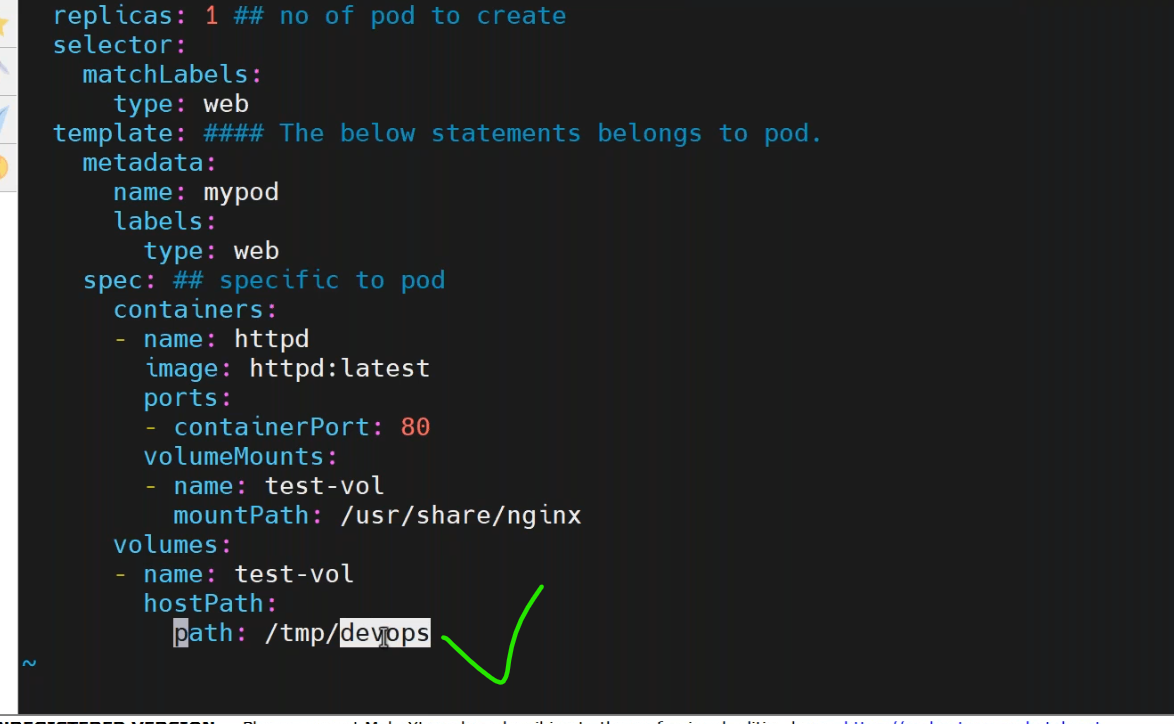 replicas: 1 ## no of pod to create
selector:
matchLabels:
type: web
template: #### The below statements belongs to pod.
metadata:
name: mypod
labels:
type: web
spec: ## specific to pod
containers:
- name: httpd
image: httpd:latest
ports:
- containerPort: 80
volumeMounts:
- name: test-vol
mountPath: /usr/share/nginx
volumes:
- name: test-vol
hostPath:
path: /tmp/devops
~